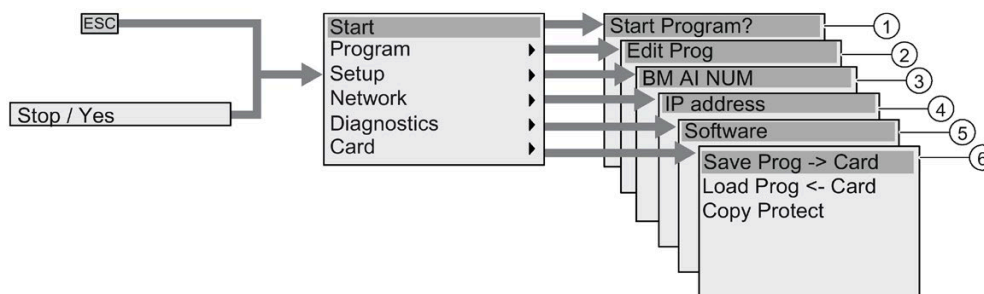 ESC
Stop / Yes
Start
Program
Setup
Network
Diagnostics
Card
Start Program?
1
Edit Prog
2
BM AI NUM
3
IP address
4
Software
5
Save Prog -> Card
6
Load Prog <- Card
Copy Protect